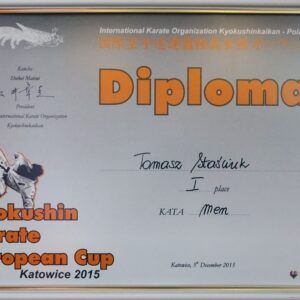 International Karate Organization Kyokushinkaikan - Pola
Diploma
Kancho
Shokei Matsui
President
International Karate Organization
Kyokushinkaikan
Tomasz Staściuk
I place
KATA men
yokushin
arate
ropean Cup
Katowice 2015
Katowice, 5th December 2015